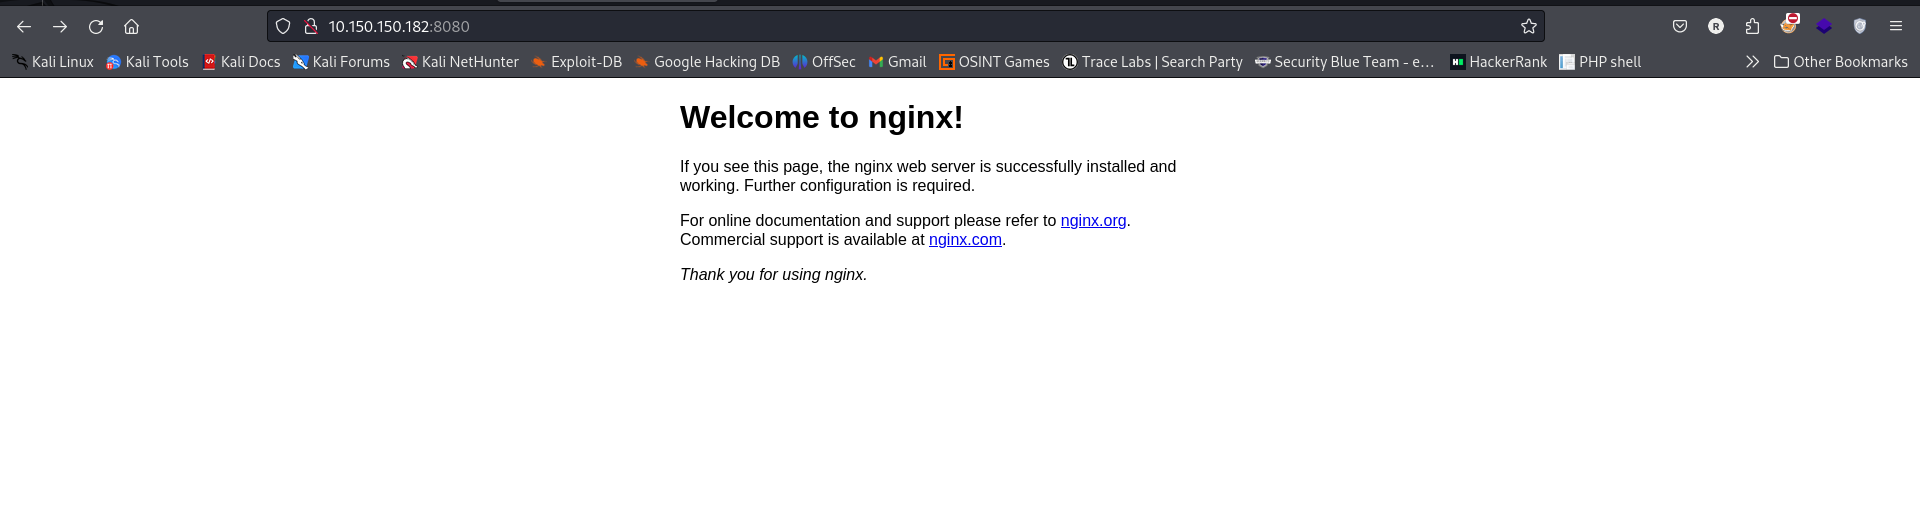 10.150.150.182:8080
Kali Linux Kali Tools Kali Docs Kali Forums Kali NetHunter Exploit-DB Google Hacking DB OffSec Gmail OSINT Games Trace Labs | Search Party Security Blue Team - e... HackerRank PHP shell Other Bookmarks
Welcome to nginx!
If you see this page, the nginx web server is successfully installed and
working. Further configuration is required.
For online documentation and support please refer to nginx.org.
Commercial support is available at nginx.com.
Thank you for using nginx.